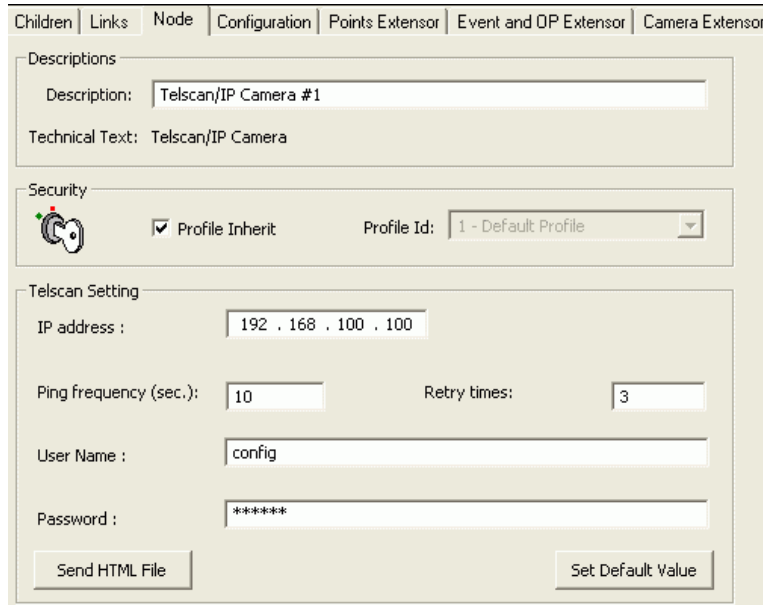 Children Links Node Configuration Points Extensor Event and OP Extensor Camera Extensor
Descriptions
Description: Telscan/IP Camera #1
Technical Text: Telscan/IP Camera
Security
Profile Inherit Profile Id: 1 - Default Profile
Telscan Setting
IP address : 192 . 168 . 100 . 100
Ping frequency (sec.): 10 Retry times: 3
User Name : config
Password : ******
Send HTML File Set Default Value